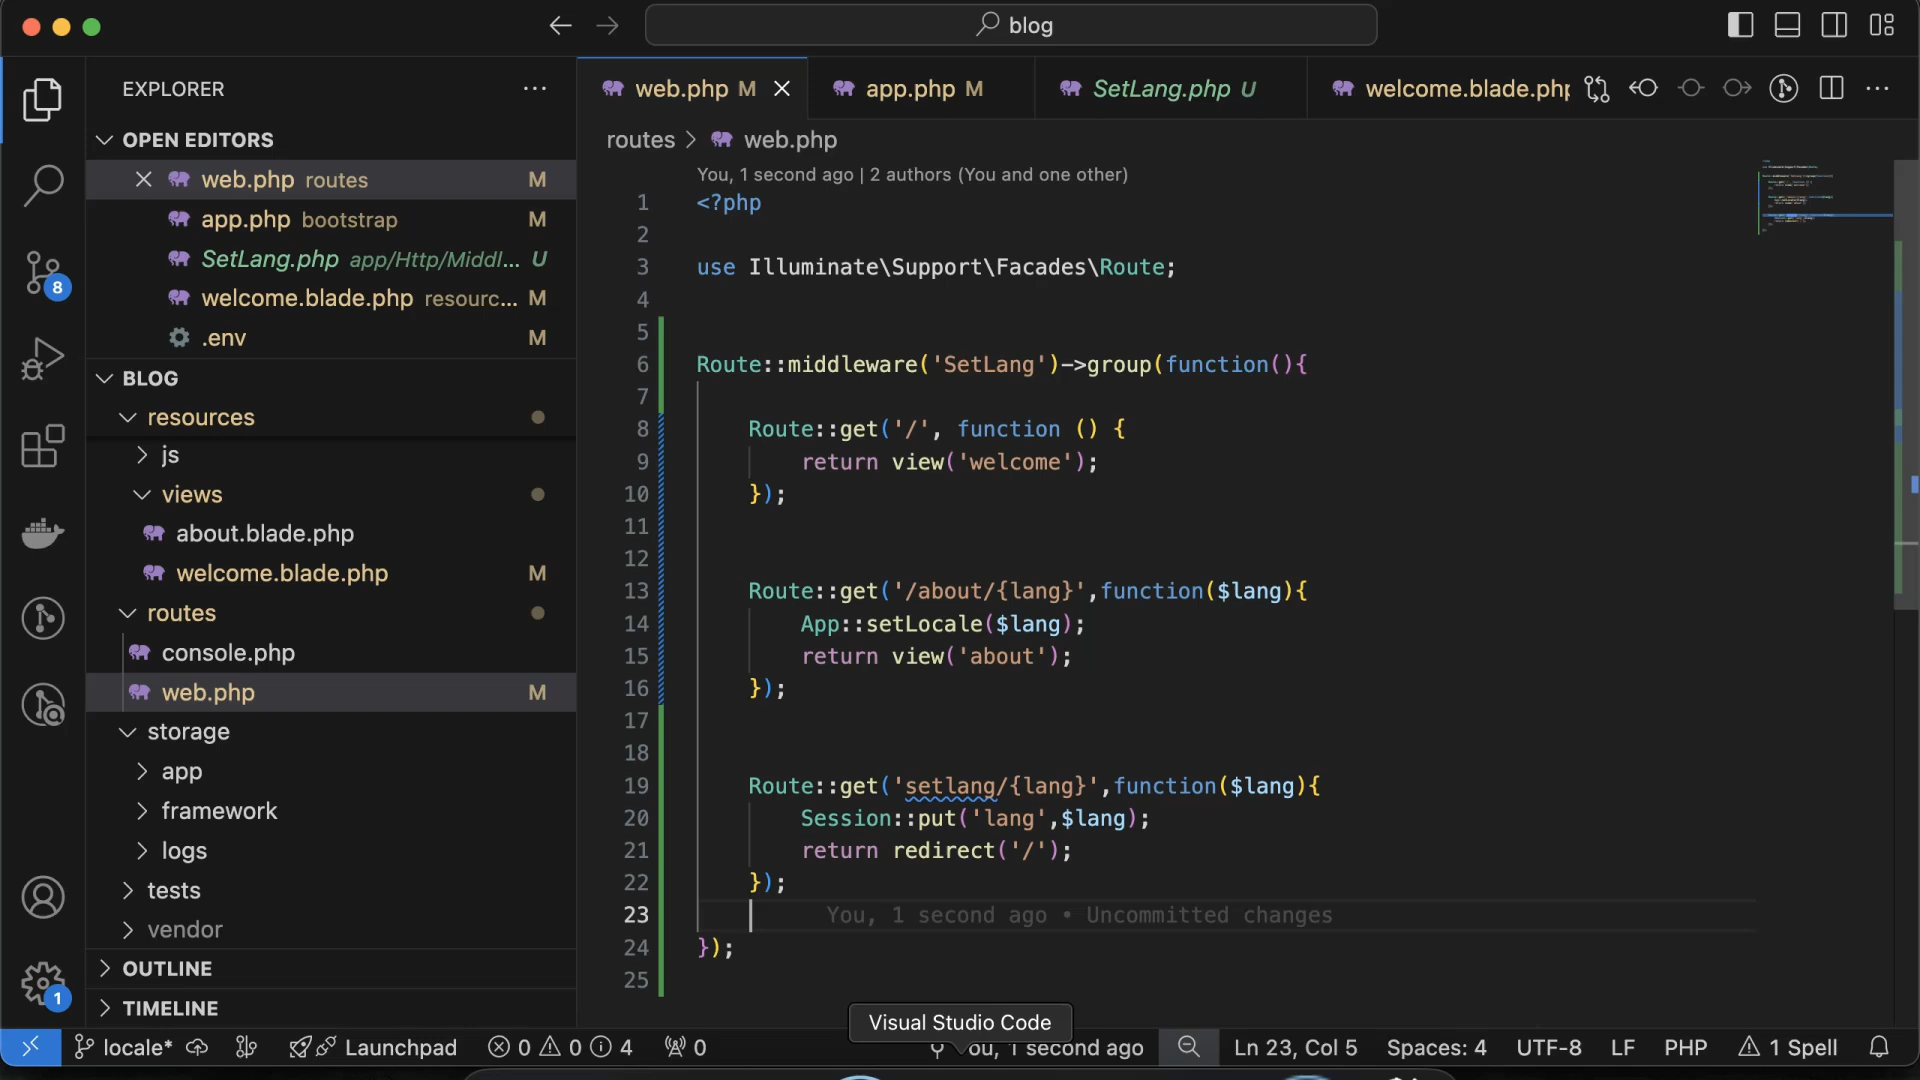 blog
EXPLORER
OPEN EDITORS
web.php routes M
app.php bootstrap M
SetLang.php app/Http/Middl... U
welcome.blade.php resourc... M
.env M
BLOG
resources
js
views
about.blade.php
welcome.blade.php M
routes
console.php
web.php M
storage
app
framework
logs
tests
vendor
OUTLINE
TIMELINE
8
1
web.php M
app.php M
SetLang.php U
welcome.blade.php
routes > web.php
You, 1 second ago | 2 authors (You and one other)
1 <?php
2
3 use Illuminate\Support\Facades\Route;
4
5
6 Route::middleware('SetLang')->group(function(){
7
8 Route::get('/', function () {
9 return view('welcome');
10 });
11
12
13 Route::get('/about/{lang}',function($lang){
14 App::setLocale($lang);
15 return view('about');
16 });
17
18
19 Route::get('setlang/{lang}',function($lang){
20 Session::put('lang',$lang);
21 return redirect('/');
22 });
23 You, 1 second ago • Uncommitted changes
24 });
25
Visual Studio Code
locale* Launchpad 0 0 4 0 ou, 1 second ago Ln 23, Col 5 Spaces: 4 UTF-8 LF PHP 1 Spell